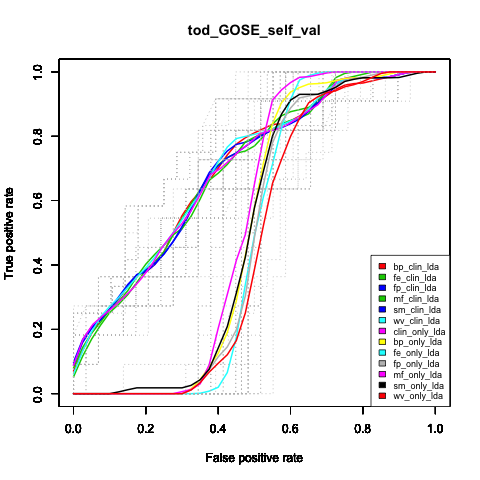 tod_GOSE_self_val
True positive rate
1.0
0.8
0.6
0.4
0.2
0.0
bp_clin_lda
fe_clin_lda
fp_clin_lda
mf_clin_lda
sm_clin_lda
wv_clin_lda
clin_only_lda
bp_only_lda
fe_only_lda
fp_only_lda
mf_only_lda
sm_only_lda
wv_only_lda
0.0 0.2 0.4 0.6 0.8 1.0
False positive rate